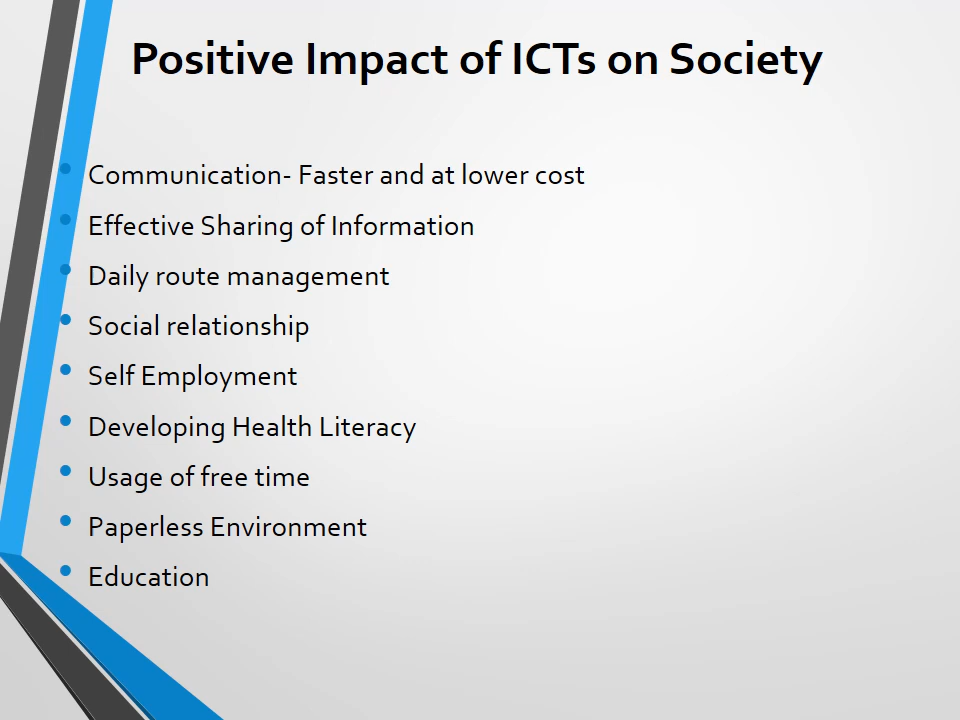 Positive Impact of ICTs on Society
• Communication- Faster and at lower cost
• Effective Sharing of Information
• Daily route management
• Social relationship
• Self Employment
• Developing Health Literacy
• Usage of free time
• Paperless Environment
• Education